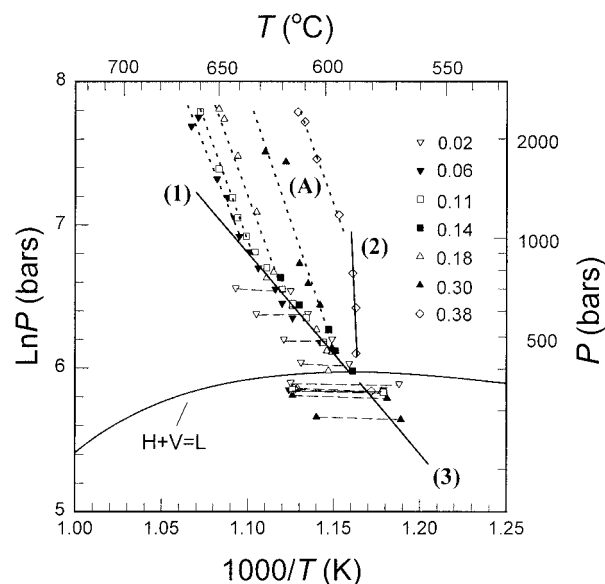 T (°C)
700 650 600 550
8
7
6
5
LnP (bars)
2000
1000
500
P (bars)
0.02
0.06
0.11
0.14
0.18
0.30
0.38
(A)
(1)
(2)
(3)
H+V=L
1.00 1.05 1.10 1.15 1.20 1.25
1000/T (K)